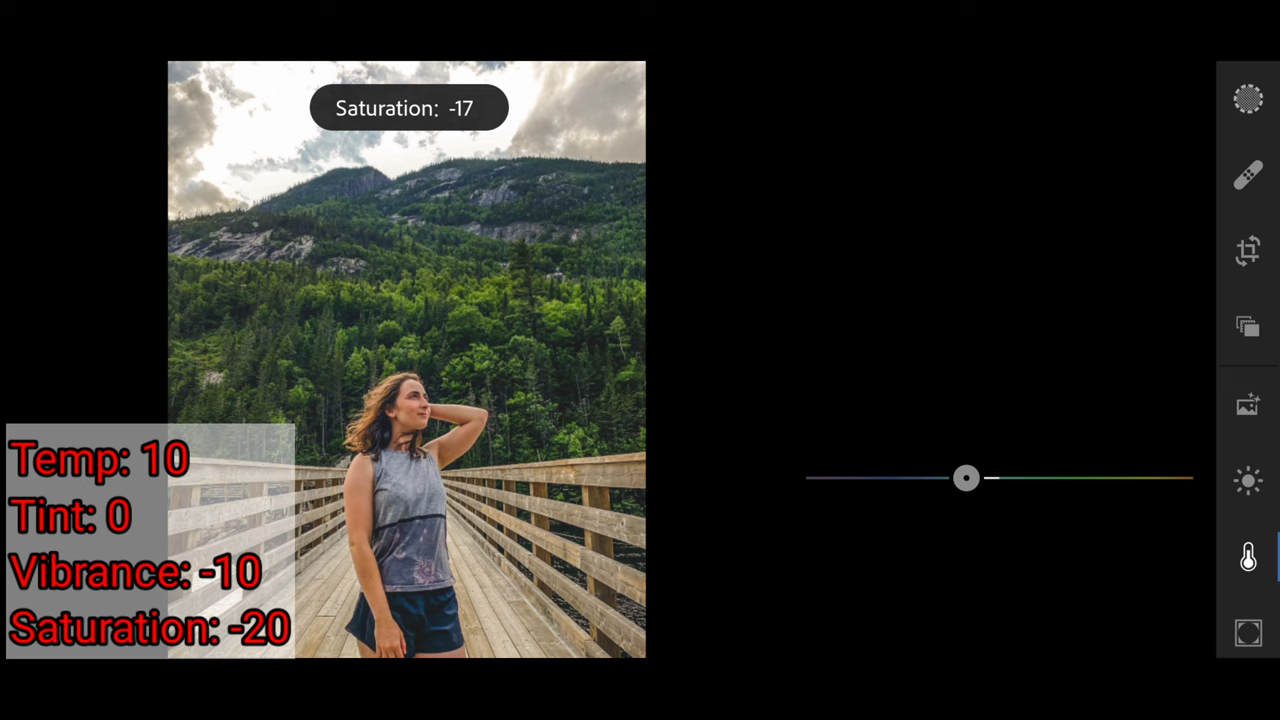 Saturation: -17
Temp: 10
Tint: 0
Vibrance: -10
Saturation: -20